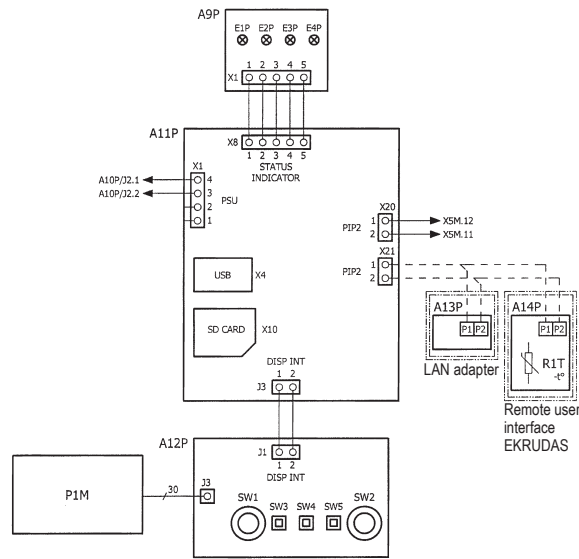 A9P
E1P E2P E3P E4P
1 2 3 4 5
X1
A11P
X8
1 2 3 4 5
STATUS
INDICATOR
X1
A10P/J2.1 4
A10P/J2.2 3
PSU
2
1
X20
PIP2 1 X5M.12
2 X5M.11
X21
PIP2 1
2
USB X4
SD CARD X10
A13P
P1 P2
LAN adapter
A14P
P1 P2
R1T
-t°
Remote user
interface
EKRUDAS
DISP INT
1 2
J3
A12P
J1
1 2
DISP INT
P1M
30
J3
SW1 SW3 SW4 SW5 SW2